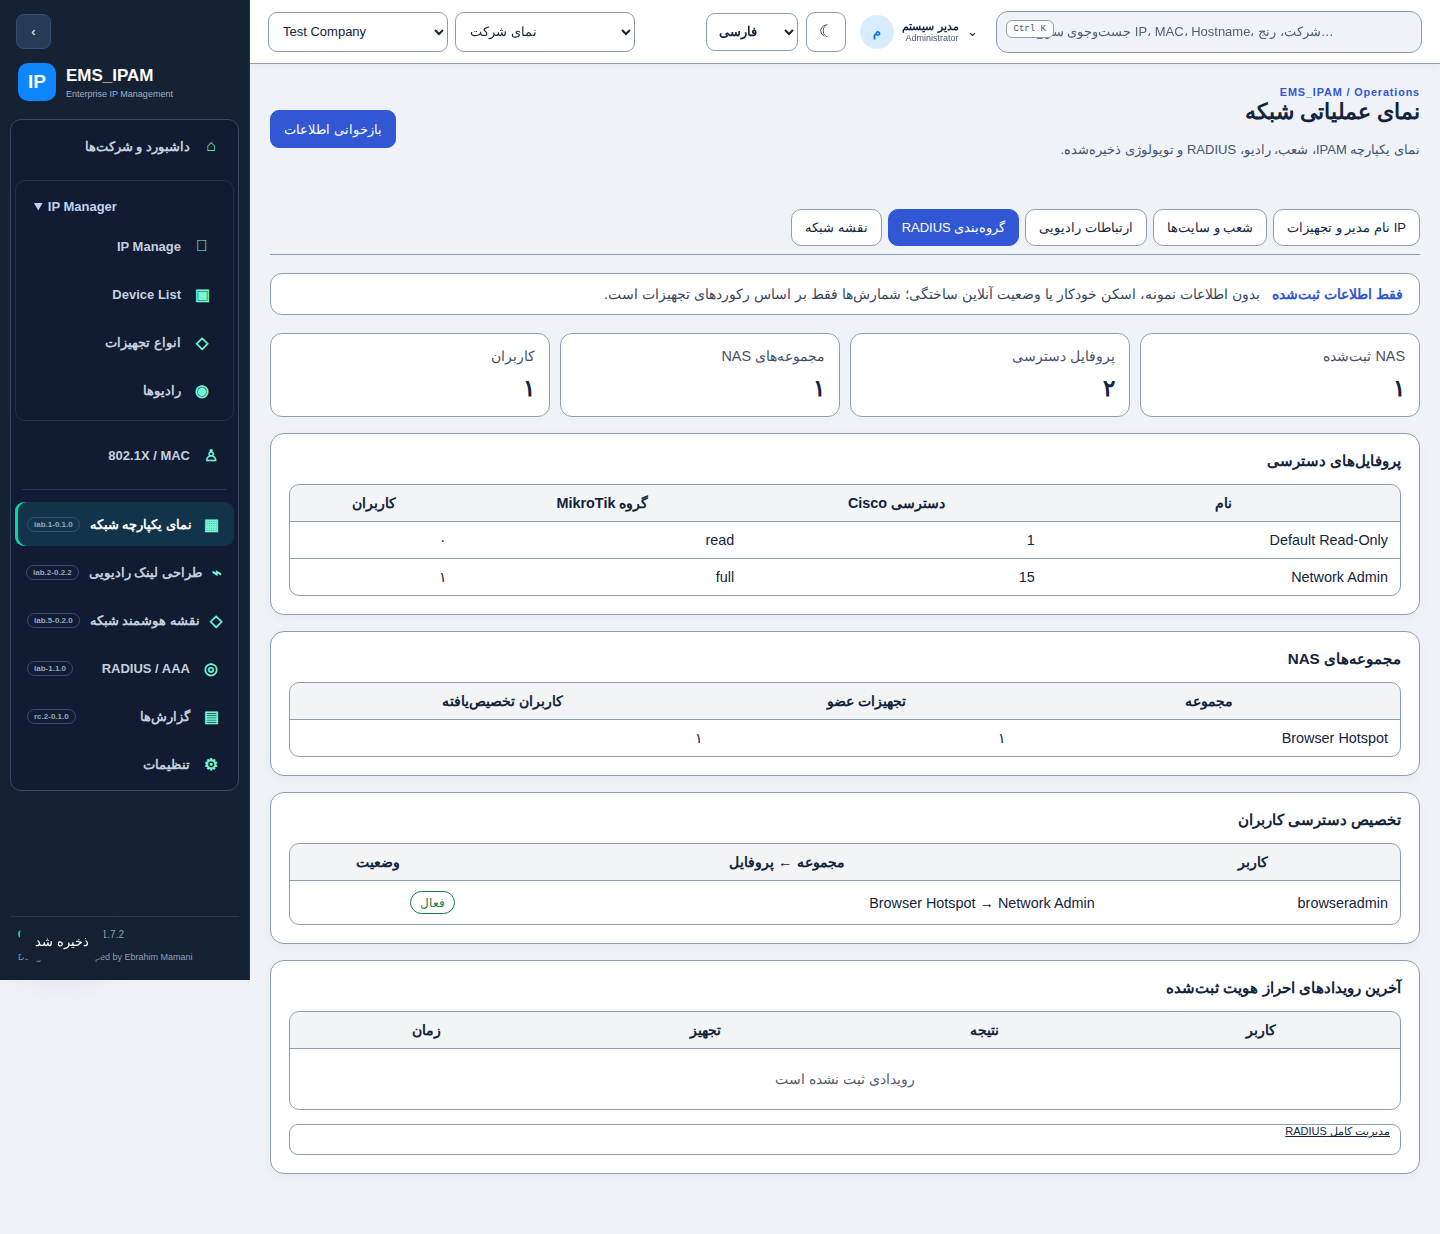 Test Company
نمای شرکت
فارسی
مدیر سیستم
Administrator
Ctrl K
شرکت، رنج، IP، MAC، Hostname جست‌وجوی…
IP
EMS_IPAM
Enterprise IP Management
داشبورد و شرکت‌ها
IP Manager
IP Manage
Device List
انواع تجهیزات
رادیوها
802.1X / MAC
نمای یکپارچه شبکه
lab.1-0.1.0
طراحی لینک رادیویی
lab.2-0.2.2
نقشه هوشمند شبکه
lab.5-0.2.0
RADIUS / AAA
lab-1.1.0
گزارش‌ها
rc.2-0.1.0
تنظیمات
1.7.2
ذخیره شد
by Ebrahim Mamani
EMS_IPAM / Operations
نمای عملیاتی شبکه
نمای یکپارچه IPAM، شعب، رادیو، RADIUS و توپولوژی ذخیره‌شده.
بازخوانی اطلاعات
IP نام مدیر و تجهیزات
شعب و سایت‌ها
ارتباطات رادیویی
گروه‌بندی RADIUS
نقشه شبکه
فقط اطلاعات ثبت‌شده بدون اطلاعات نمونه، اسکن خودکار یا وضعیت آنلاین ساختگی؛ شمارش‌ها فقط بر اساس رکوردهای تجهیزات است.
NAS ثبت‌شده
۱
پروفایل دسترسی
۲
مجموعه‌های NAS
۱
کاربران
۱
پروفایل‌های دسترسی
نام
دسترسی Cisco
گروه MikroTik
کاربران
Default Read-Only
1
read
۰
Network Admin
15
full
۱
مجموعه‌های NAS
مجموعه
تجهیزات عضو
کاربران تخصیص‌یافته
Browser Hotspot
۱
۱
تخصیص دسترسی کاربران
کاربر
مجموعه ← پروفایل
وضعیت
browseradmin
Browser Hotspot → Network Admin
فعال
آخرین رویدادهای احراز هویت ثبت‌شده
کاربر
نتیجه
تجهیز
زمان
رویدادی ثبت نشده است
مدیریت کامل RADIUS